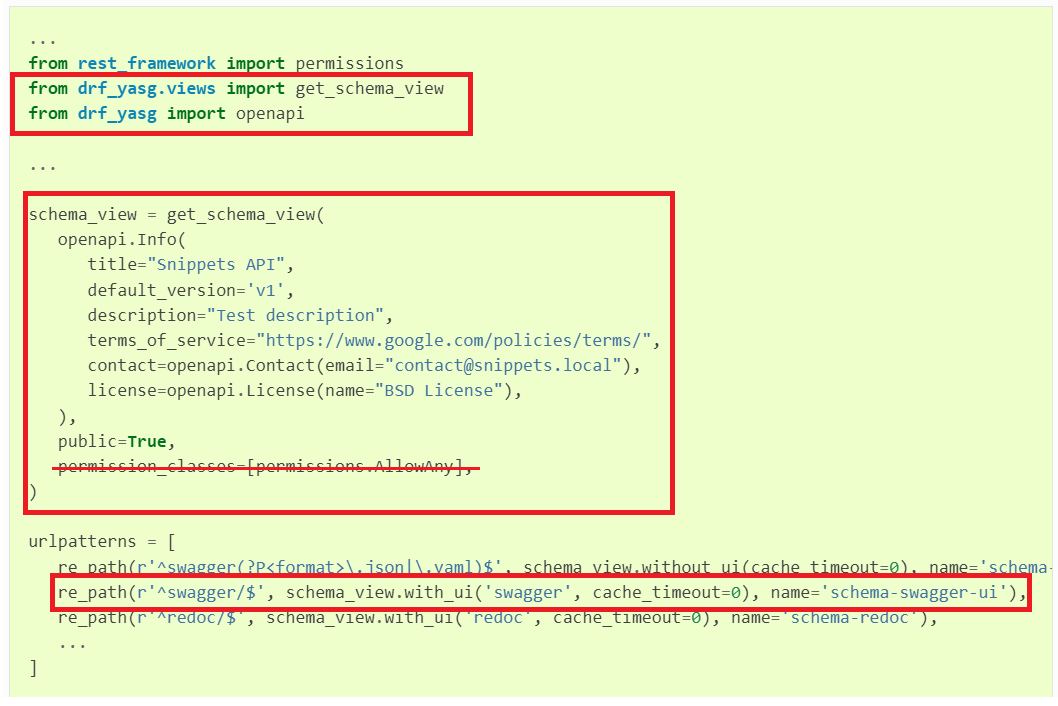 ...
from rest_framework import permissions
from drf_yasg.views import get_schema_view
from drf_yasg import openapi
...
schema_view = get_schema_view(
   openapi.Info(
      title="Snippets API",
      default_version='v1',
      description="Test description",
      terms_of_service="https://www.google.com/policies/terms/",
      contact=openapi.Contact(email="contact@snippets.local"),
      license=openapi.License(name="BSD License"),
   ),
   public=True,
   permission_classes=[permissions.AllowAny],
)
urlpatterns = [
   re_path(r'^swagger(?P<format>\.json|\.yaml)$', schema_view.without_ui(cache_timeout=0), name='schema-
   re_path(r'^swagger/$', schema_view.with_ui('swagger', cache_timeout=0), name='schema-swagger-ui'),
   re_path(r'^redoc/$', schema_view.with_ui('redoc', cache_timeout=0), name='schema-redoc'),
   ...
]